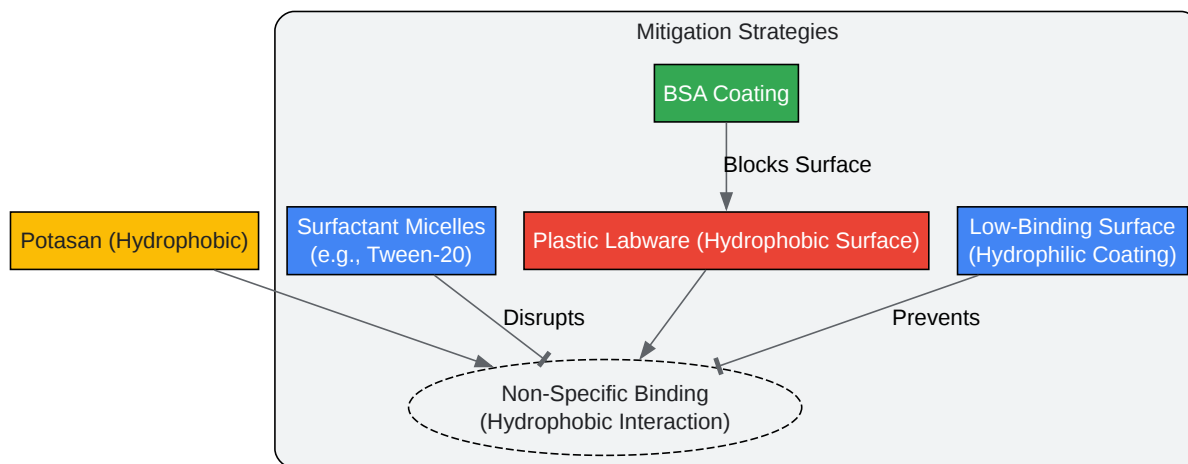 Mitigation Strategies
BSA Coating
Blocks Surface
Potasan (Hydrophobic)
Surfactant Micelles
(e.g., Tween-20)
Plastic Labware (Hydrophobic Surface)
Low-Binding Surface
(Hydrophilic Coating)
Disrupts
Prevents
Non-Specific Binding
(Hydrophobic Interaction)